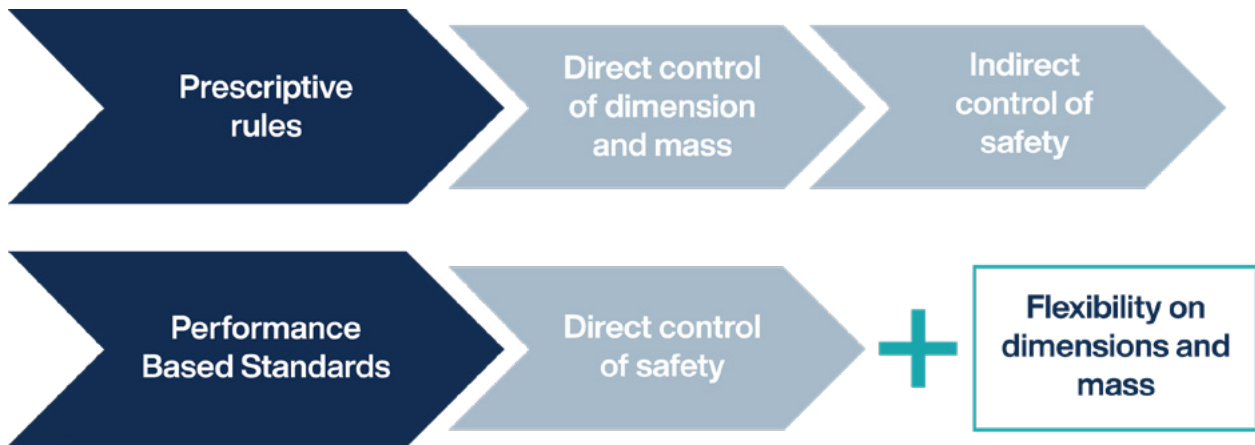 Prescriptive
rules
Direct control
of dimension
and mass
Indirect
control of
safety
Performance
Based Standards
Direct control
of safety
+
Flexibility on
dimensions and
mass